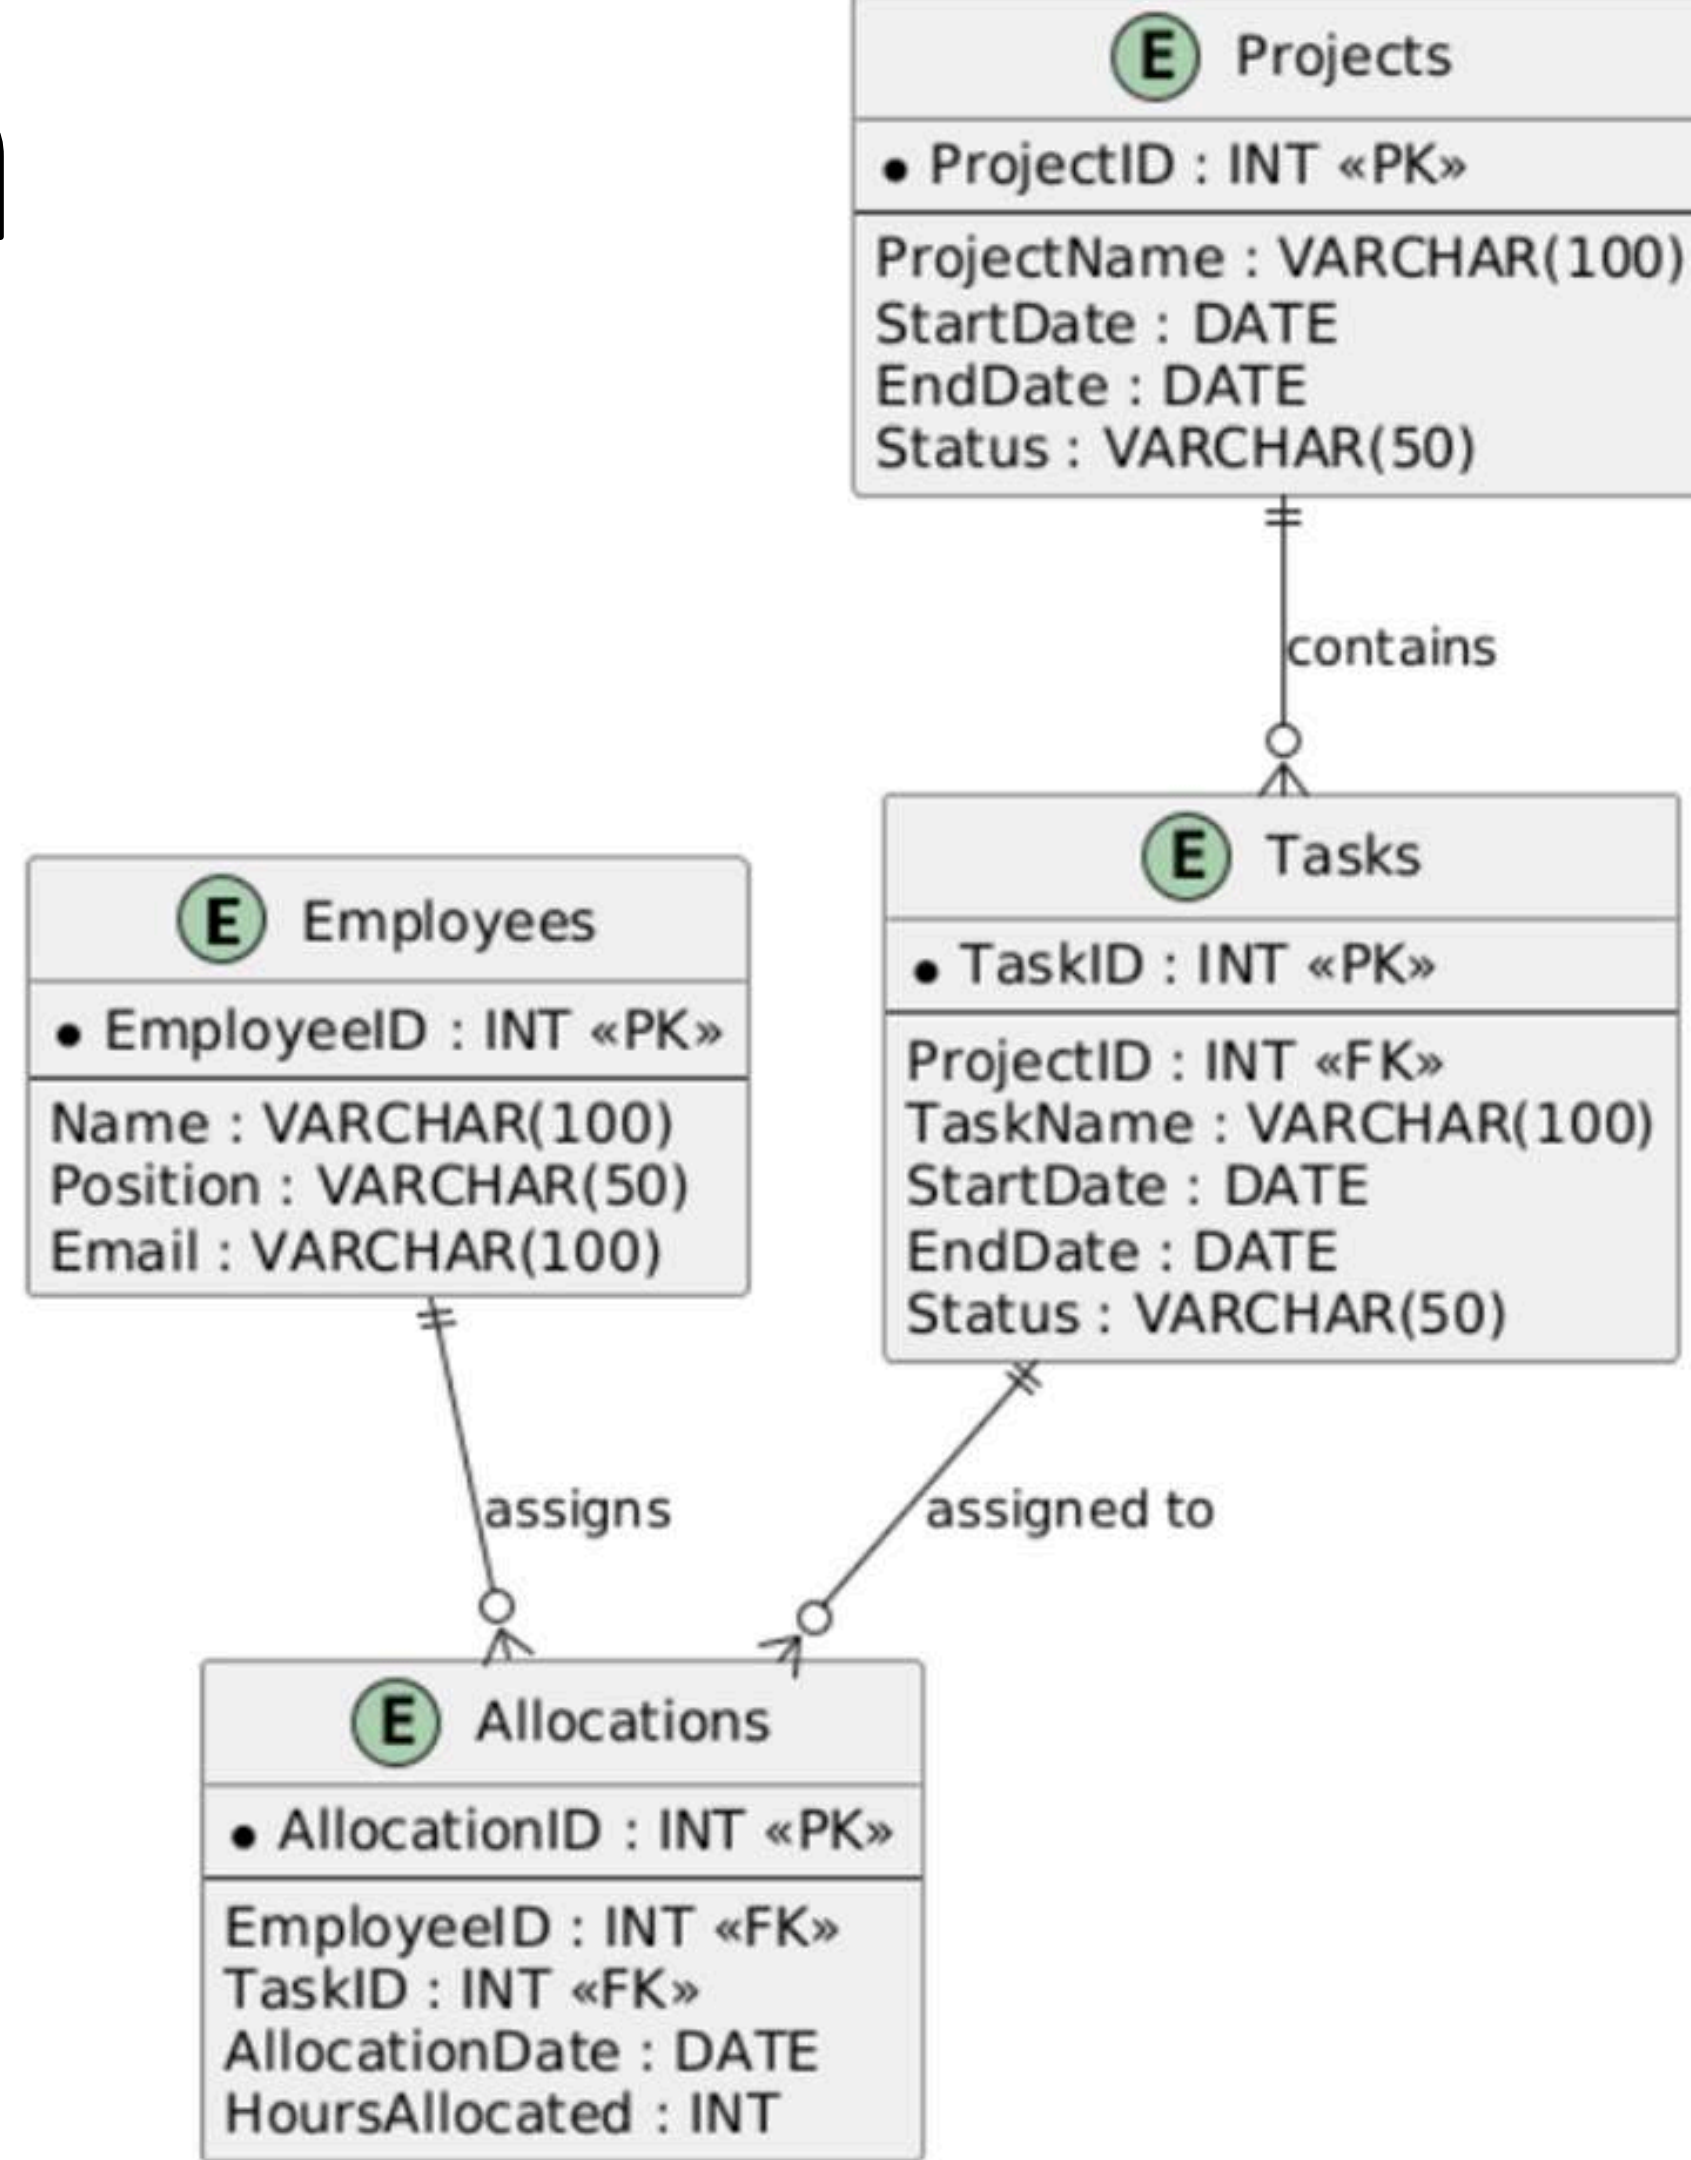 E Projects
• ProjectID : INT «PK»
ProjectName : VARCHAR(100)
StartDate : DATE
EndDate : DATE
Status : VARCHAR(50)
contains
E Tasks
• TaskID : INT «PK»
ProjectID : INT «FK»
TaskName : VARCHAR(100)
StartDate : DATE
EndDate : DATE
Status : VARCHAR(50)
E Employees
• EmployeeID : INT «PK»
Name : VARCHAR(100)
Position : VARCHAR(50)
Email : VARCHAR(100)
assigns
assigned to
E Allocations
• AllocationID : INT «PK»
EmployeeID : INT «FK»
TaskID : INT «FK»
AllocationDate : DATE
HoursAllocated : INT